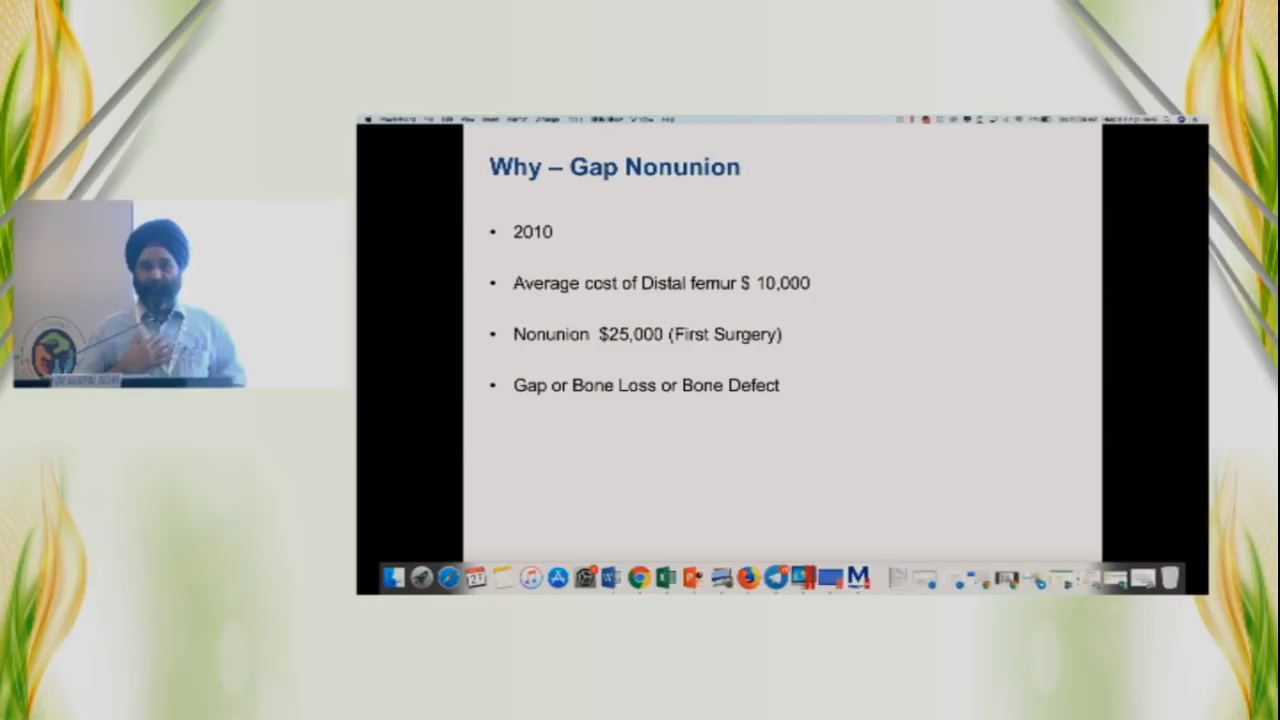 Why – Gap Nonunion
• 2010
• Average cost of Distal femur $ 10,000
• Nonunion $25,000 (First Surgery)
• Gap or Bone Loss or Bone Defect